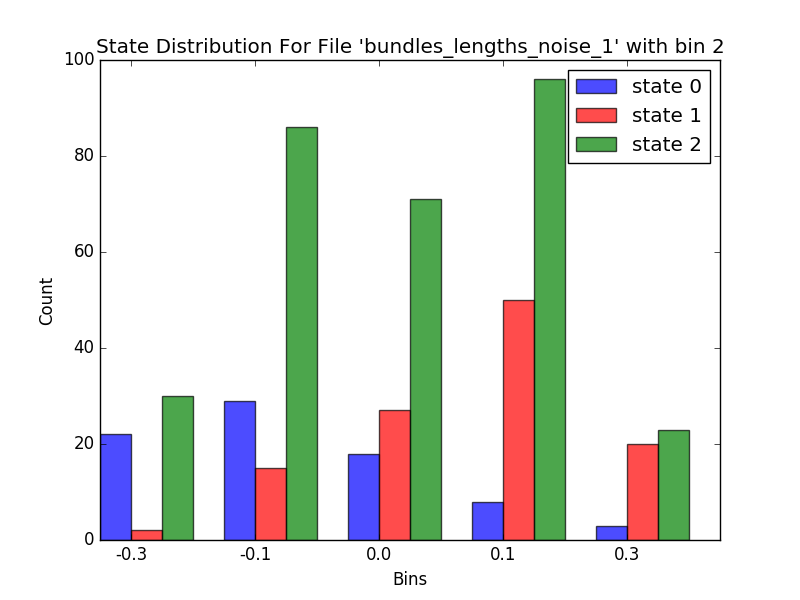 State Distribution For File 'bundles_lengths_noise_1' with bin 2
100
80
60
40
20
0
Count
state 0
state 1
state 2
-0.3 -0.1 0.0 0.1 0.3
Bins